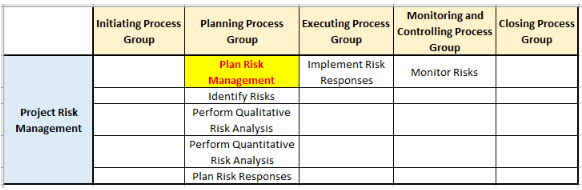 Initiating Process Group
Planning Process Group
Executing Process Group
Monitoring and Controlling Process Group
Closing Process Group
Project Risk Management
Plan Risk Management
Implement Risk Responses
Monitor Risks
Identify Risks
Perform Qualitative Risk Analysis
Perform Quantitative Risk Analysis
Plan Risk Responses